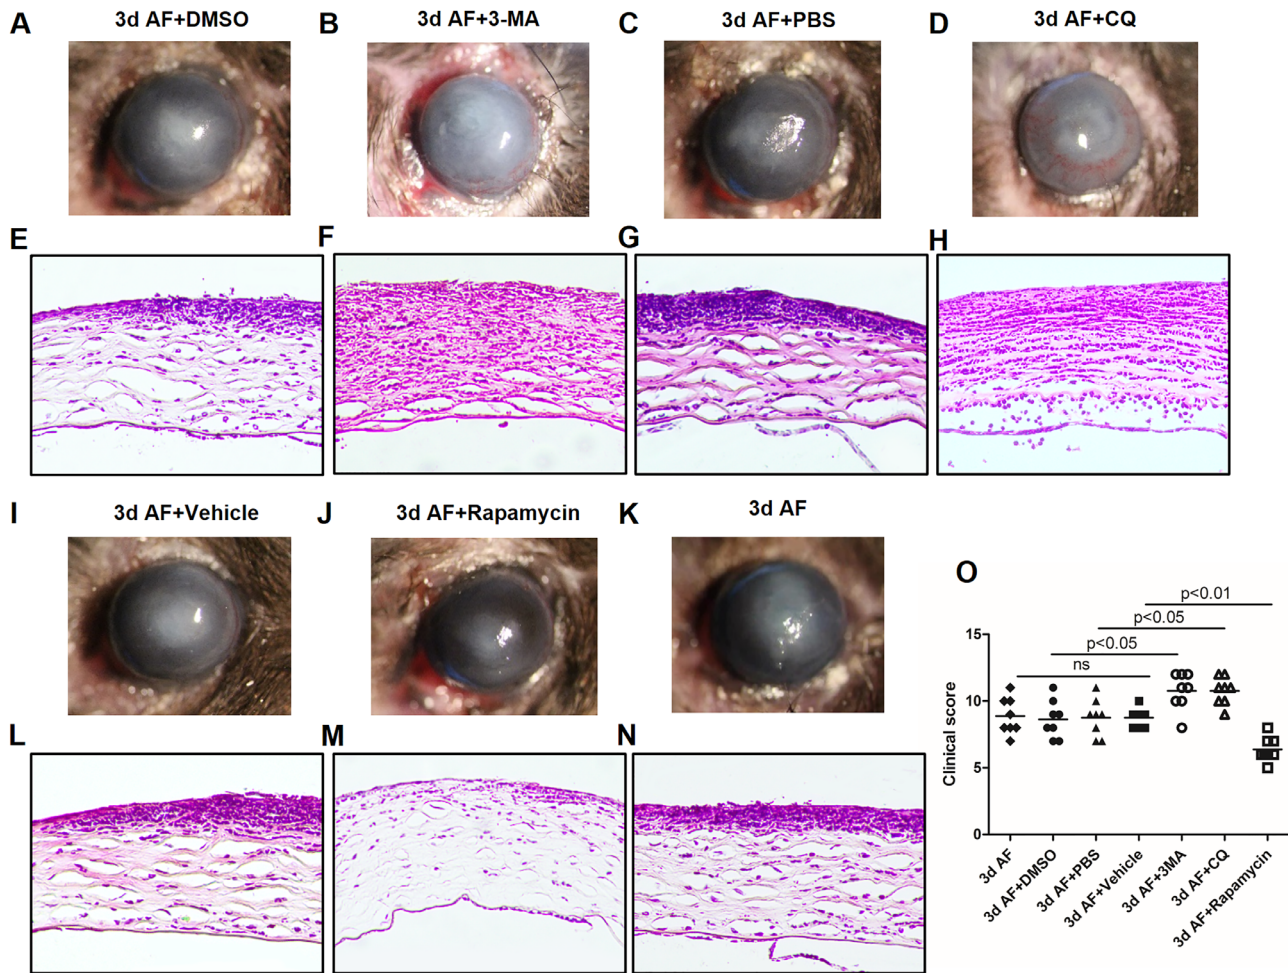 A 3d AF+DMSO B 3d AF+3-MA C 3d AF+PBS D 3d AF+CQ
E F G H
I 3d AF+Vehicle J 3d AF+Rapamycin K 3d AF
O
p<0.01
p<0.05
p<0.05
ns
15
10
5
0
Clinical score
L M N
3d AF
3d AF+DMSO
3d AF+PBS
3d AF+Vehicle
3d AF+3MA
3d AF+CQ
3d AF+Rapamycin